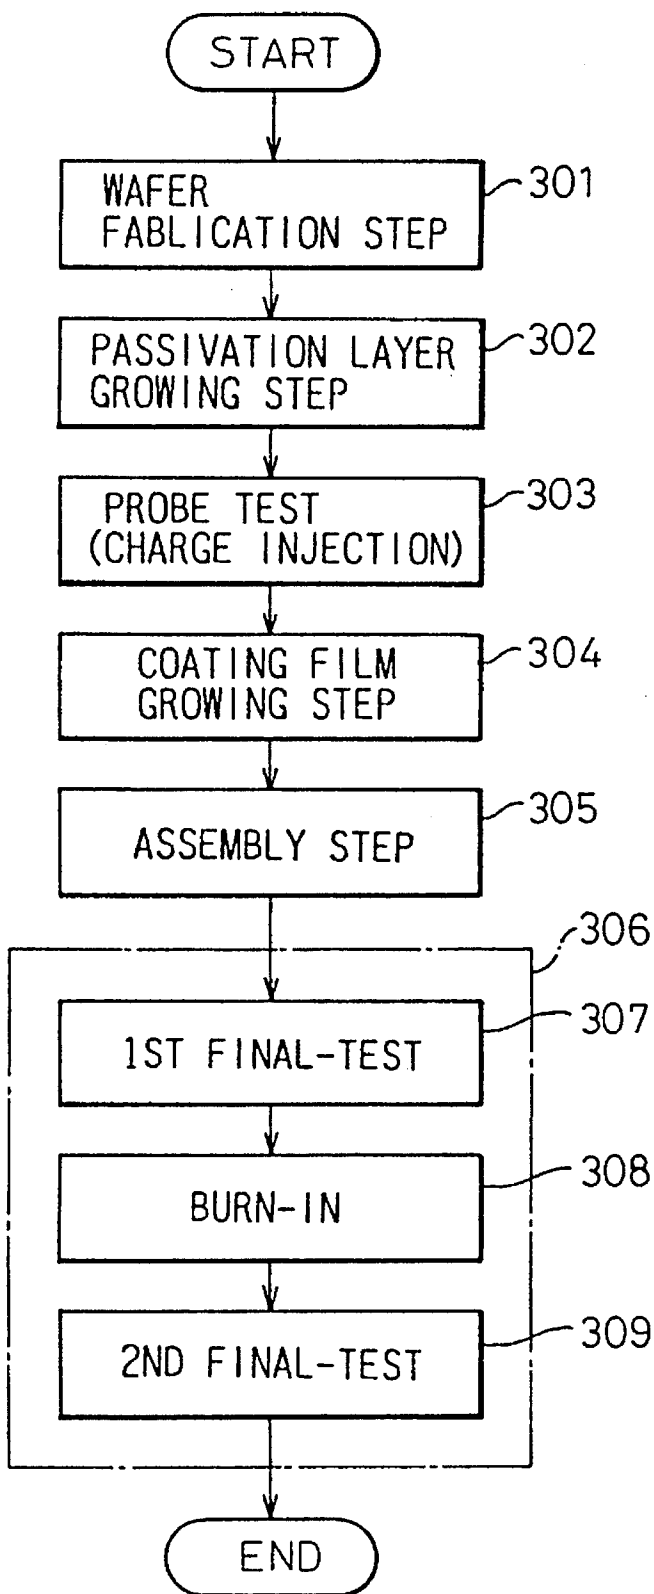 START
WAFER
FABLICATION STEP
301
PASSIVATION LAYER
GROWING STEP
302
PROBE TEST
(CHARGE INJECTION)
303
COATING FILM
GROWING STEP
304
ASSEMBLY STEP
305
306
1ST FINAL-TEST
307
BURN-IN
308
2ND FINAL-TEST
309
END